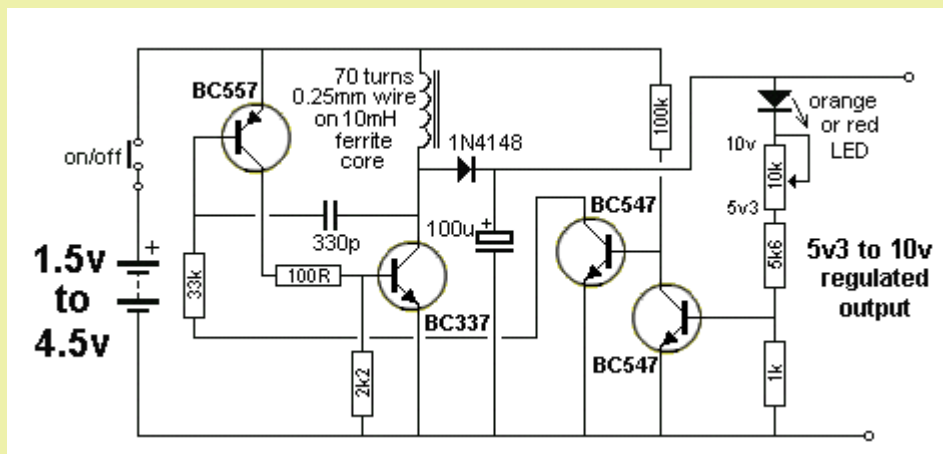 BC557
70 turns
0.25mm wire
on 10mH
ferrite
core
1N4148
100k
orange
or red
LED
10v
10k
5v3
on/off
330p
100u
+
BC547
5k6
5v3 to 10v
regulated
output
1.5v
to
4.5v
+
33k
100R
BC337
2k2
BC547
1k